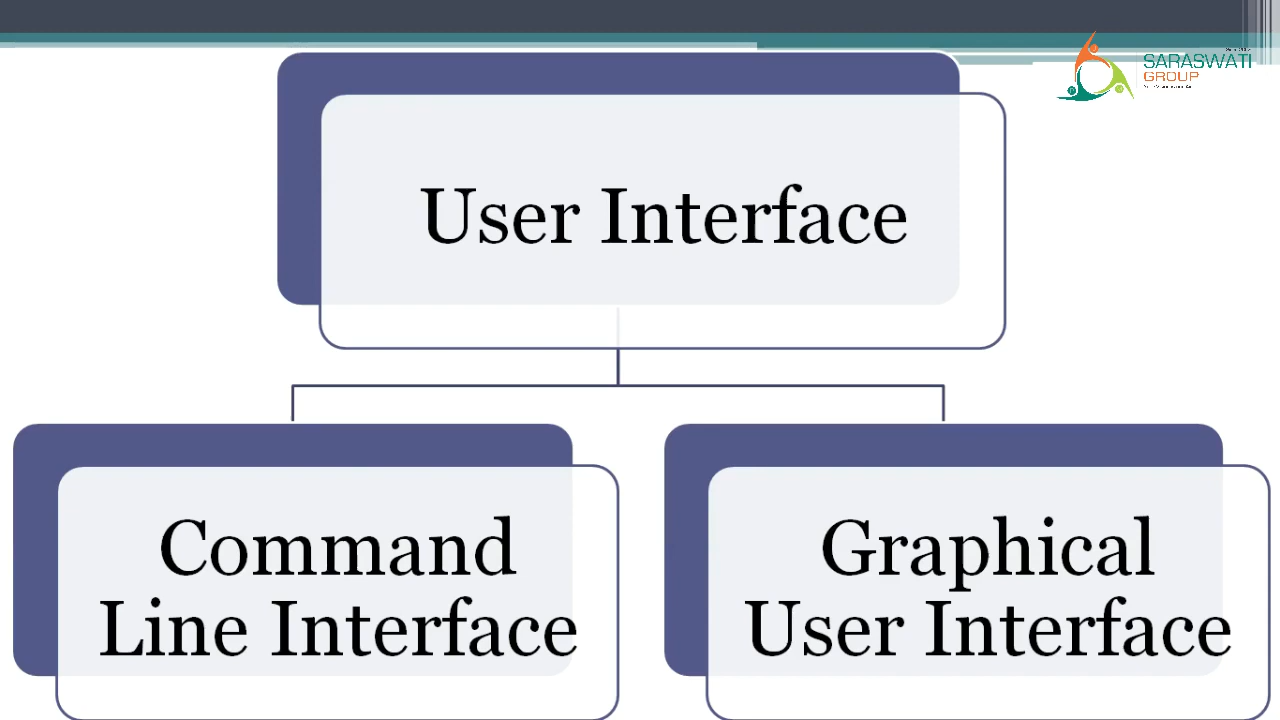 SARASWATI
GROUP
User Interface
Command
Line Interface
Graphical
User Interface